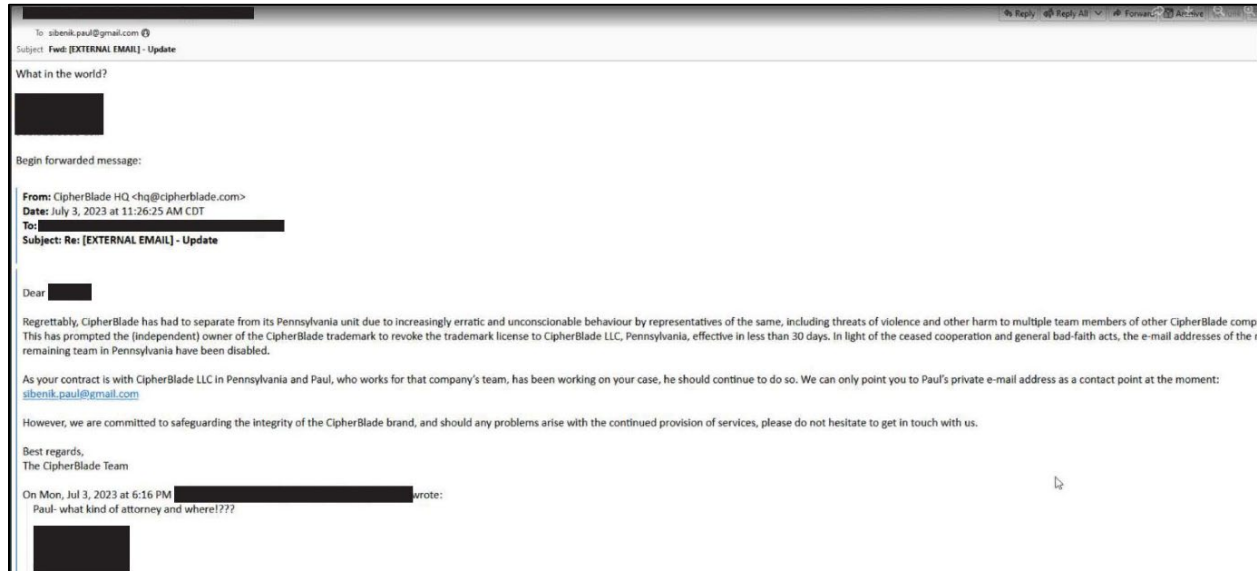 Reply Reply All Forward Archive
To sibenik.paul@gmail.com
Subject Fwd: [EXTERNAL EMAIL] - Update
What in the world?
Begin forwarded message:
From: CipherBlade HQ <hq@cipherblade.com>
Date: July 3, 2023 at 11:26:25 AM CDT
To:
Subject: Re: [EXTERNAL EMAIL] - Update
Dear
Regrettably, CipherBlade has had to separate from its Pennsylvania unit due to increasingly erratic and unconscionable behaviour by representatives of the same, including threats of violence and other harm to multiple team members of other CipherBlade comp
This has prompted the (independent) owner of the CipherBlade trademark to revoke the trademark license to CipherBlade LLC, Pennsylvania, effective in less than 30 days. In light of the ceased cooperation and general bad-faith acts, the e-mail addresses of the
remaining team in Pennsylvania have been disabled.
As your contract is with CipherBlade LLC in Pennsylvania and Paul, who works for that company's team, has been working on your case, he should continue to do so. We can only point you to Paul's private e-mail address as a contact point at the moment:
sibenik.paul@gmail.com
However, we are committed to safeguarding the integrity of the CipherBlade brand, and should any problems arise with the continued provision of services, please do not hesitate to get in touch with us.
Best regards,
The CipherBlade Team
On Mon, Jul 3, 2023 at 6:16 PM wrote:
Paul- what kind of attorney and where!???